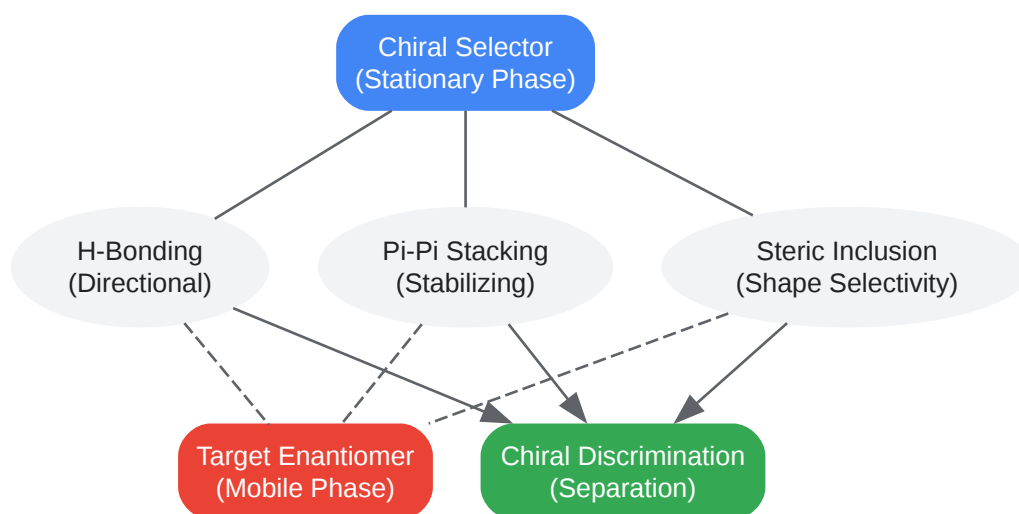 Chiral Selector
(Stationary Phase)
H-Bonding
(Directional)
Pi-Pi Stacking
(Stabilizing)
Steric Inclusion
(Shape Selectivity)
Target Enantiomer
(Mobile Phase)
Chiral Discrimination
(Separation)